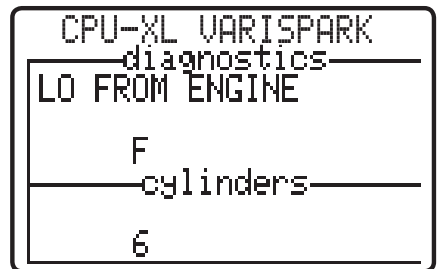 CPU-XL VARISPARK
diagnostics
LO FROM ENGINE
F
cylinders
6